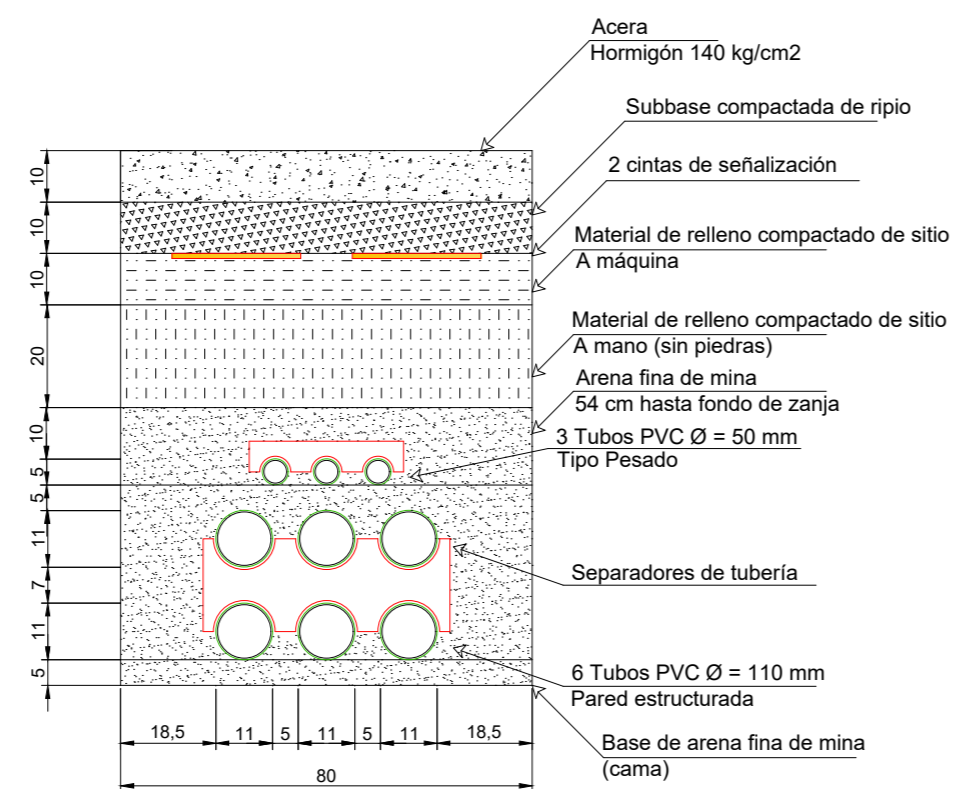 Acera
Hormigón 140 kg/cm2
Subbase compactada de ripio
2 cintas de señalización
Material de relleno compactado de sitio
A máquina
Material de relleno compactado de sitio
A mano (sin piedras)
Arena fina de mina
54 cm hasta fondo de zanja
3 Tubos PVC Ø = 50 mm
Tipo Pesado
Separadores de tubería
6 Tubos PVC Ø = 110 mm
Pared estructurada
Base de arena fina de mina
(cama)
10
10
10
20
10
5
5
11
7
11
5
18,5 11 5 11 5 11 18,5
80